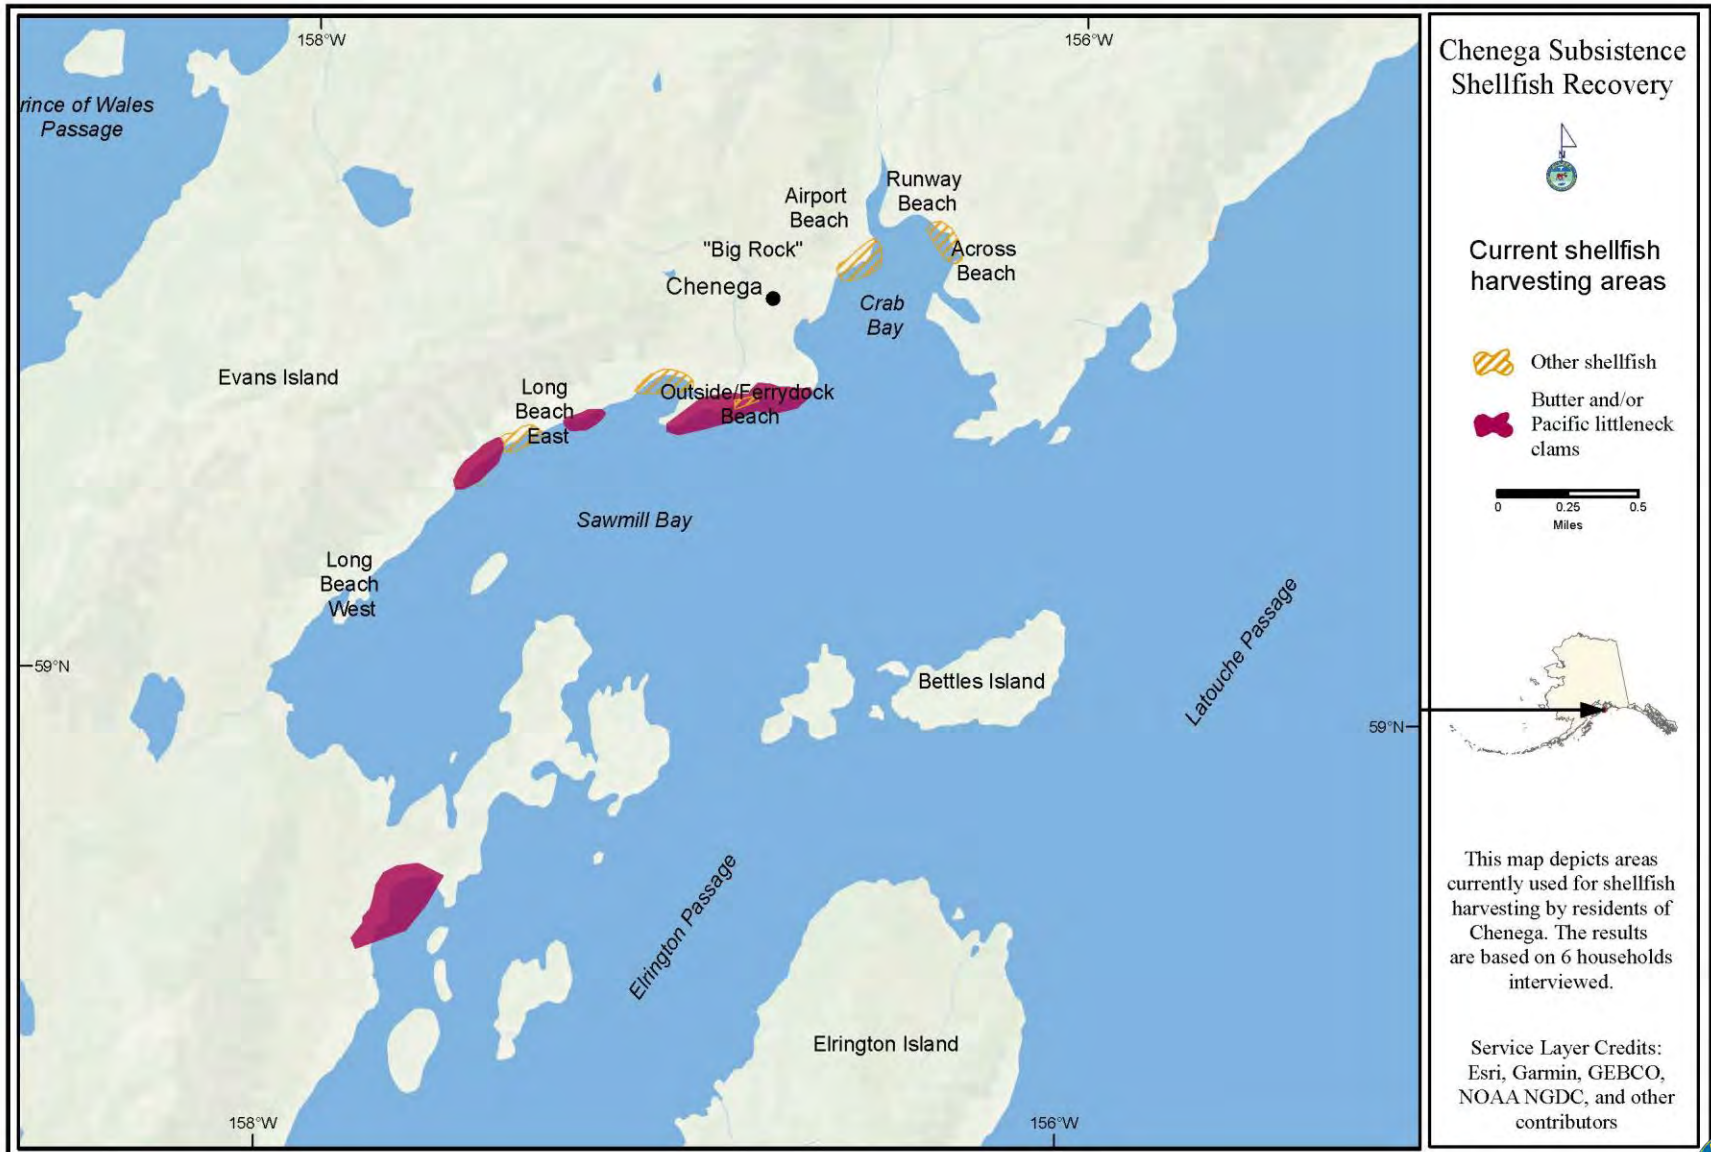 158°W
156°W
rince of Wales
Passage
Runway
Beach
Airport
Beach
"Big Rock"
Across
Beach
Chenega
Crab
Bay
Evans Island
Long
Beach
East
Outside/Ferrydock
Beach
Sawmill Bay
Long
Beach
West
59°N
Bettles Island
Latouche Passage
59°N
Elrington Passage
Elrington Island
158°W
156°W
Chenega Subsistence
Shellfish Recovery
N
Current shellfish
harvesting areas
Other shellfish
Butter and/or
Pacific littleneck
clams
0 0.25 0.5
Miles
This map depicts areas
currently used for shellfish
harvesting by residents of
Chenega. The results
are based on 6 households
interviewed.
Service Layer Credits:
Esri, Garmin, GEBCO,
NOAA NGDC, and other
contributors